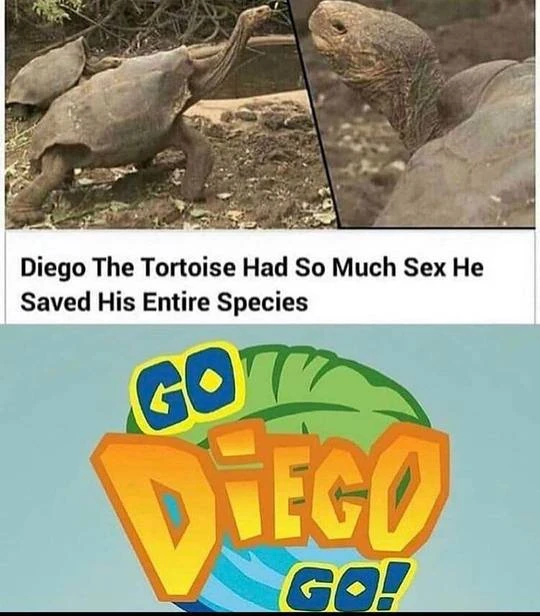 Diego The Tortoise Had So Much Sex He
Saved His Entire Species
GO
DiEGO
GO!